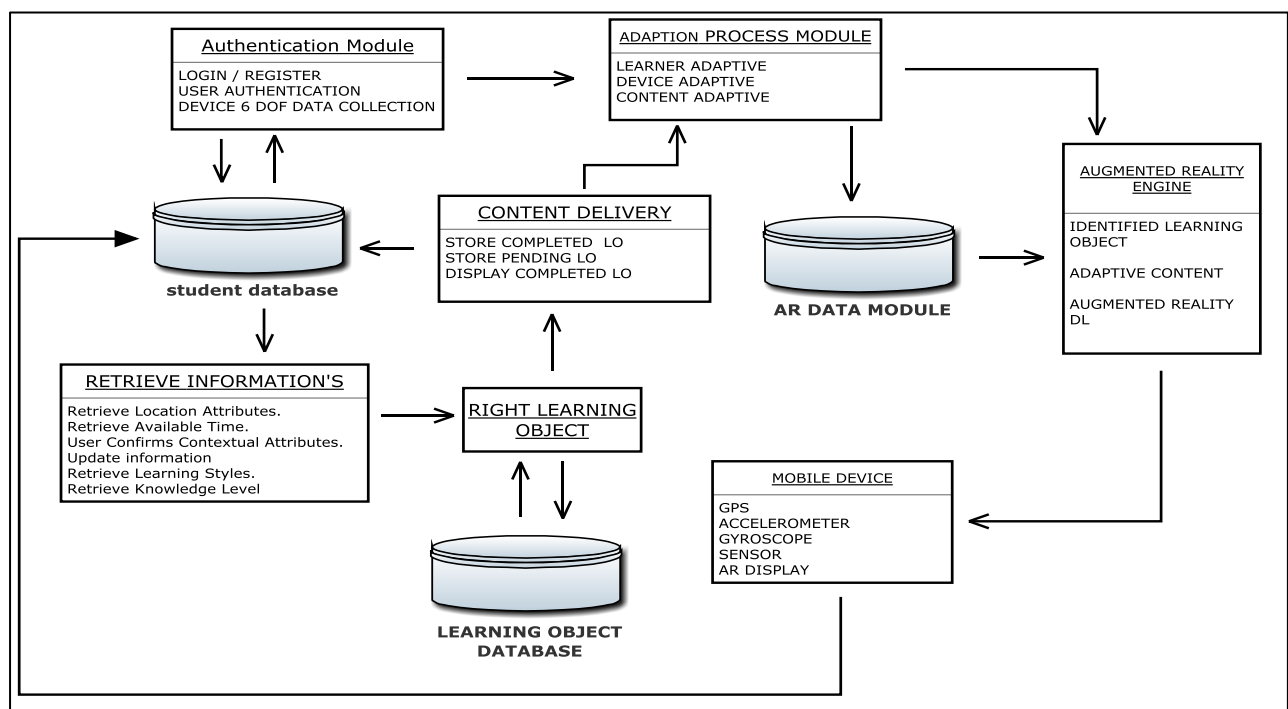 Authentication Module
LOGIN / REGISTER
USER AUTHENTICATION
DEVICE 6 DOF DATA COLLECTION
ADAPTION PROCESS MODULE
LEARNER ADAPTIVE
DEVICE ADAPTIVE
CONTENT ADAPTIVE
AUGMENTED REALITY
ENGINE
IDENTIFIED LEARNING
OBJECT
ADAPTIVE CONTENT
AUGMENTED REALITY
DL
student database
CONTENT DELIVERY
STORE COMPLETED LO
STORE PENDING LO
DISPLAY COMPLETED LO
AR DATA MODULE
RETRIEVE INFORMATION'S
Retrieve Location Attributes.
Retrieve Available Time.
User Confirms Contextual Attributes.
Update information
Retrieve Learning Styles.
Retrieve Knowledge Level
RIGHT LEARNING
OBJECT
LEARNING OBJECT
DATABASE
MOBILE DEVICE
GPS
ACCELEROMETER
GYROSCOPE
SENSOR
AR DISPLAY